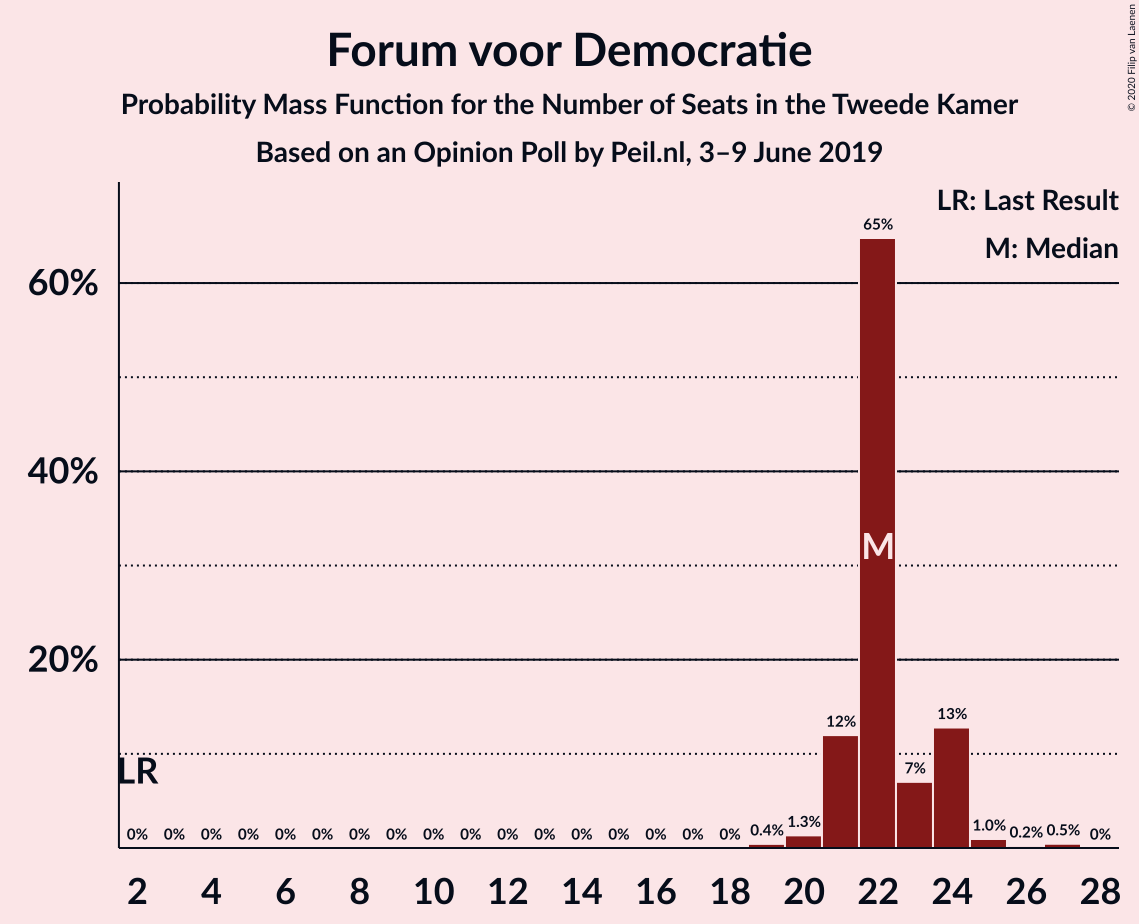 Forum voor Democratie
Probability Mass Function for the Number of Seats in the Tweede Kamer
Based on an Opinion Poll by Peil.nl, 3–9 June 2019
© 2020 Filip van Laenen
LR: Last Result
M: Median
60%
40%
20%
65%
M
LR
0% 0% 0% 0% 0% 0% 0% 0% 0% 0% 0% 0% 0% 0% 0% 0% 0% 0.4% 1.3% 12% 7% 13% 1.0% 0.2% 0.5% 0%
2 4 6 8 10 12 14 16 18 20 22 24 26 28